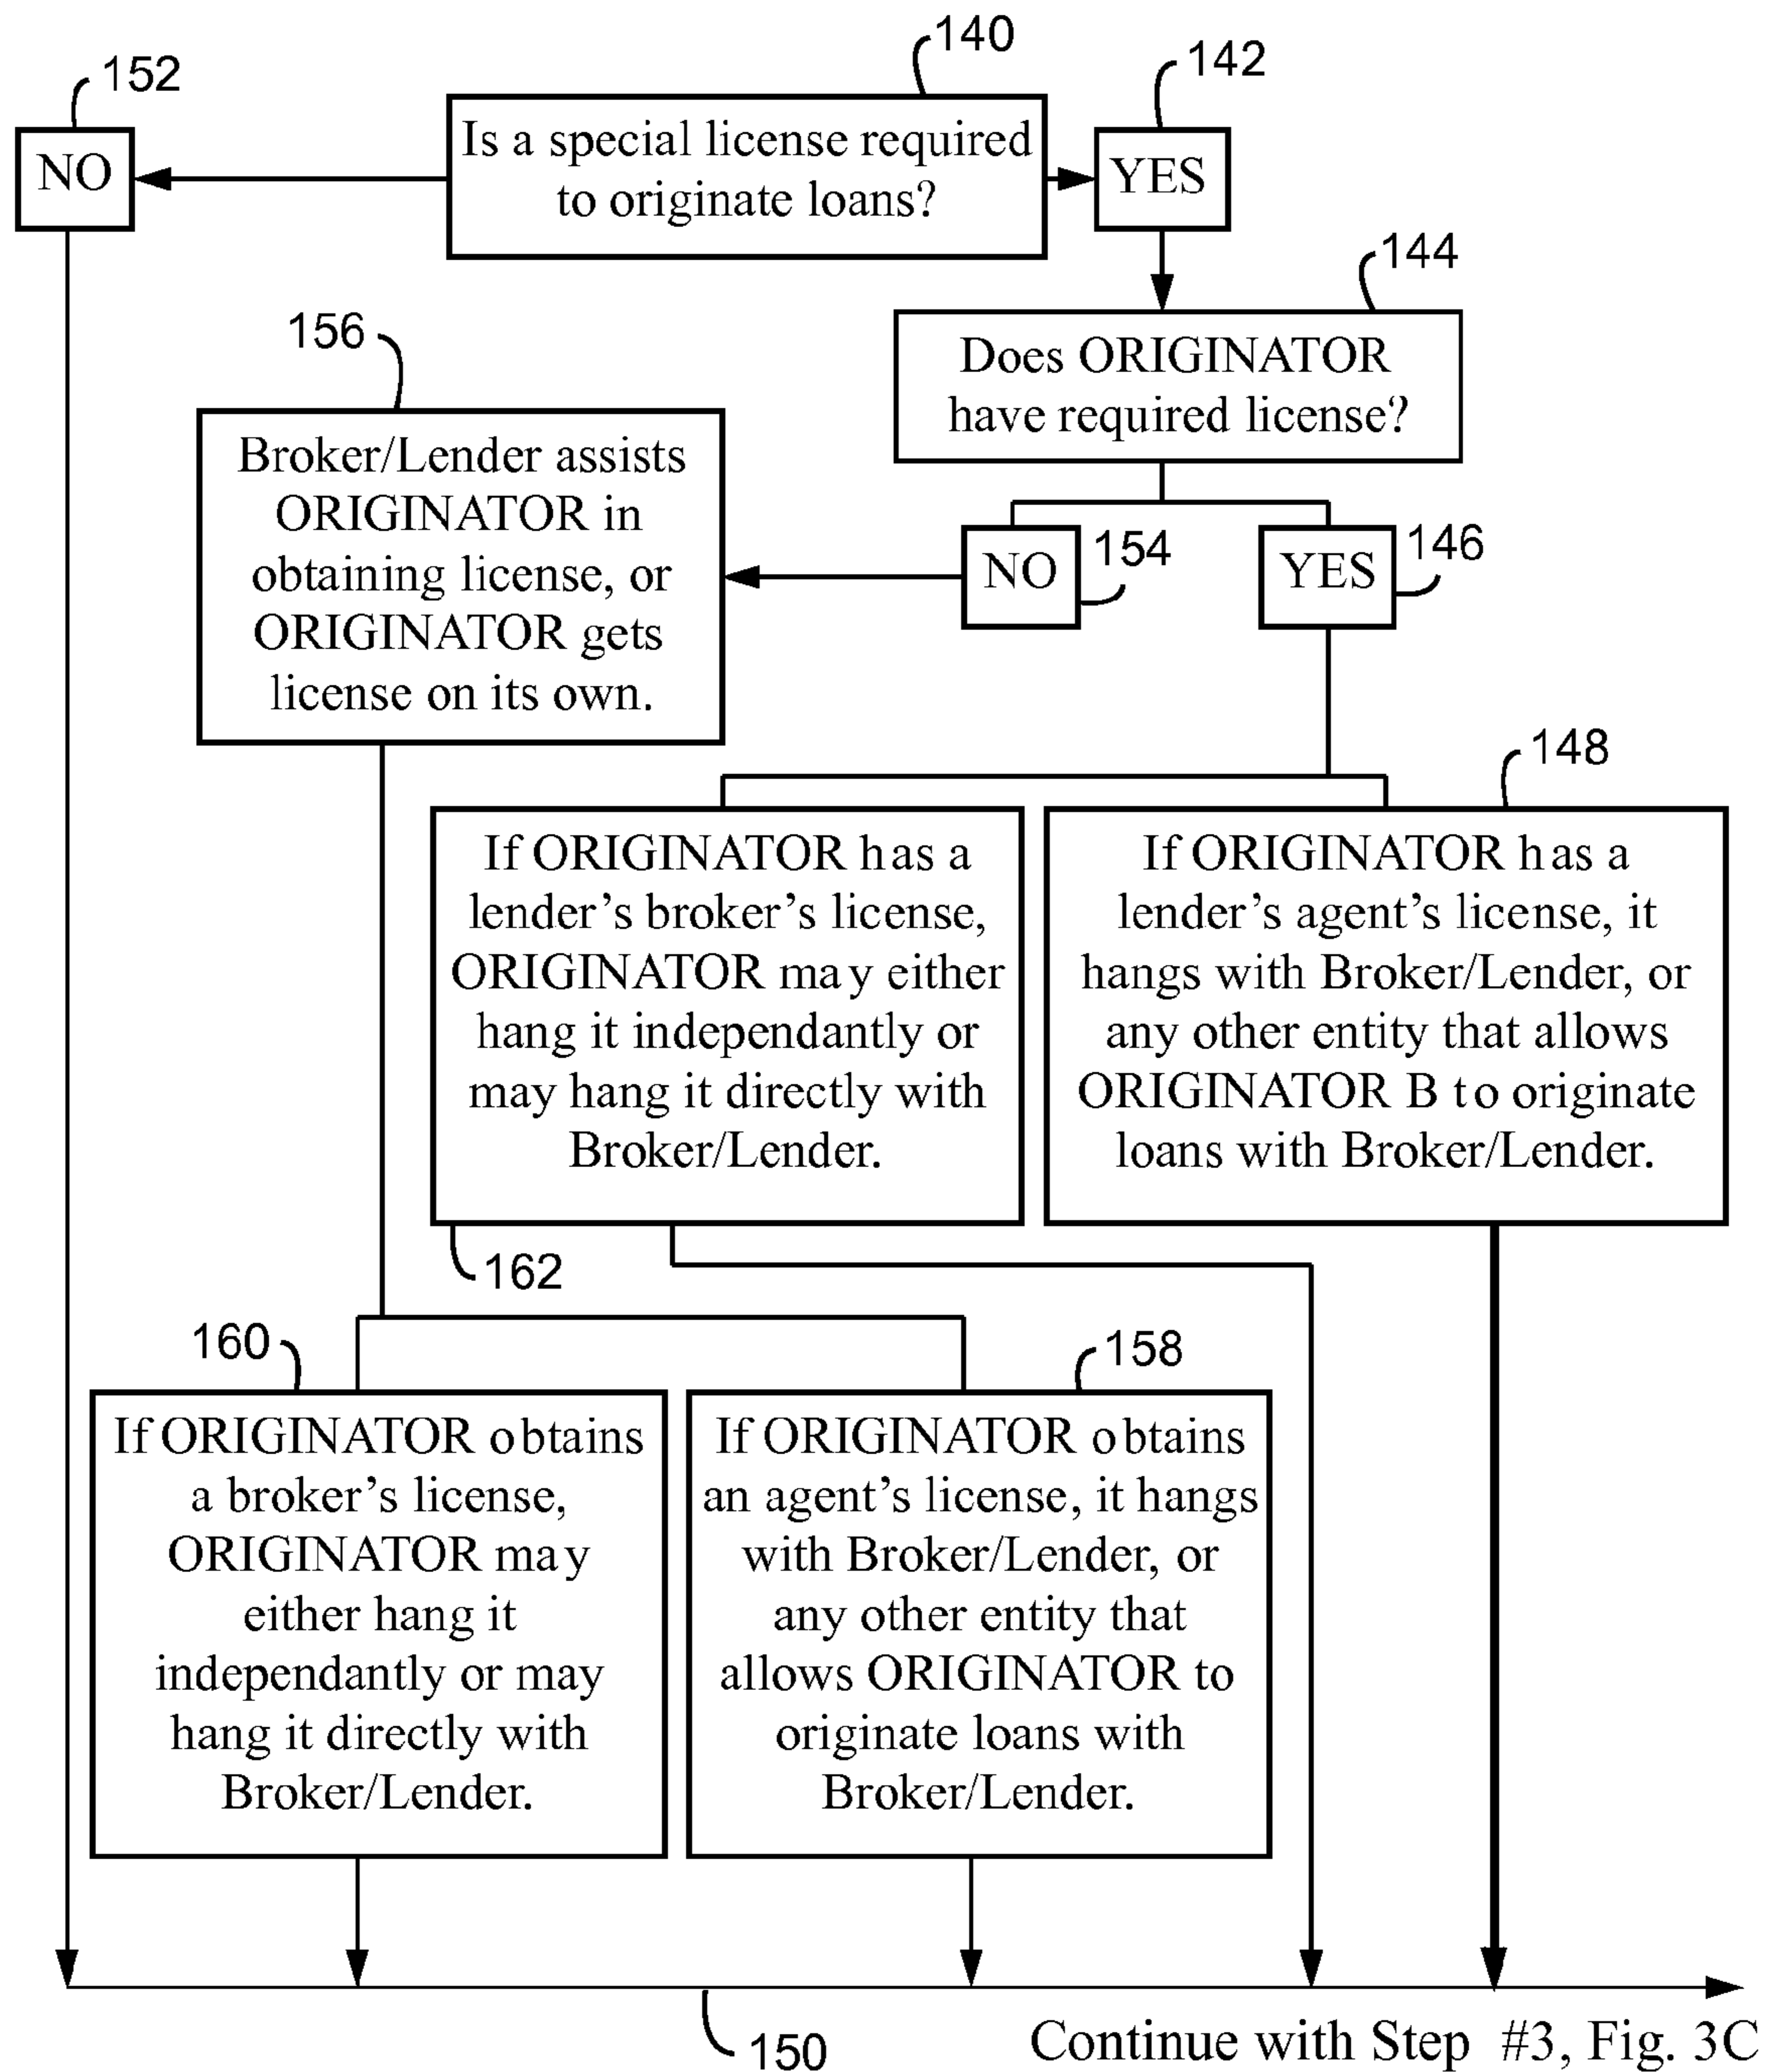 140
142
152
Is a special license required
to originate loans?
NO
YES
144
Does ORIGINATOR
have required license?
156
Broker/Lender assists
ORIGINATOR in
obtaining license, or
ORIGINATOR gets
license on its own.
NO
154
YES
146
148
If ORIGINATOR has a
lender’s broker’s license,
ORIGINATOR may either
hang it independantly or
may hang it directly with
Broker/Lender.
162
If ORIGINATOR has a
lender’s agent’s license, it
hangs with Broker/Lender, or
any other entity that allows
ORIGINATOR B to originate
loans with Broker/Lender.
160
If ORIGINATOR obtains
a broker’s license,
ORIGINATOR may
either hang it
independantly or may
hang it directly with
Broker/Lender.
158
If ORIGINATOR obtains
an agent’s license, it hangs
with Broker/Lender, or
any other entity that
allows ORIGINATOR to
originate loans with
Broker/Lender.
150
Continue with Step #3, Fig. 3C